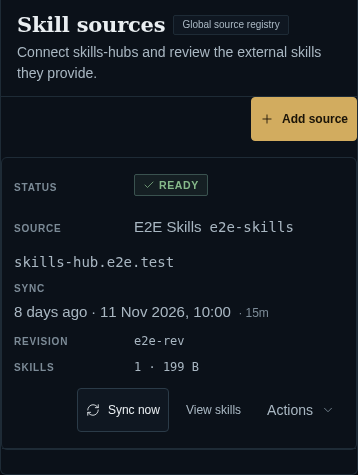 Skill sources Global source registry
Connect skills-hubs and review the external skills
they provide.
+ Add source
STATUS ✓ READY
SOURCE E2E Skills e2e-skills
skills-hub.e2e.test
SYNC
8 days ago · 11 Nov 2026, 10:00 · 15m
REVISION e2e-rev
SKILLS 1 · 199 B
Sync now View skills Actions